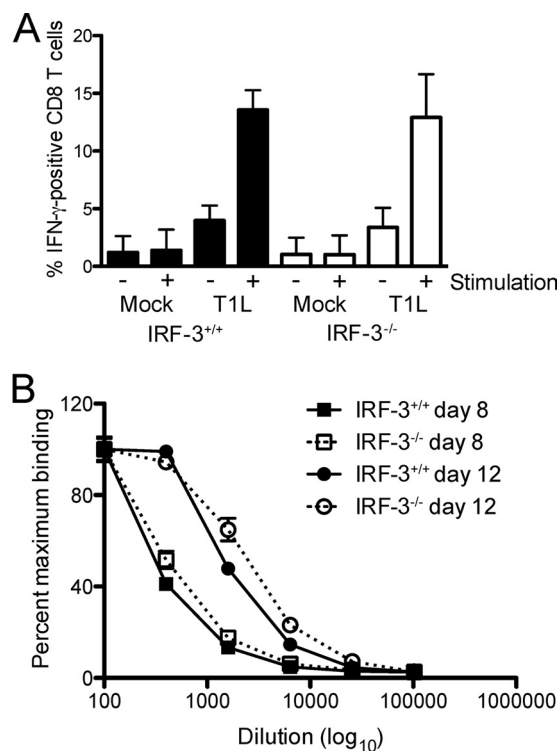 A
% IFN-γ-positive CD8 T cells
20
15
10
5
0
- + - + - + - + Stimulation
Mock T1L Mock T1L
IRF-3+/+ IRF-3-/-
B
Percent maximum binding
120
80
40
0
IRF-3+/+ day 8
IRF-3-/- day 8
IRF-3+/+ day 12
IRF-3-/- day 12
100 1000 10000 100000 1000000
Dilution (log10)